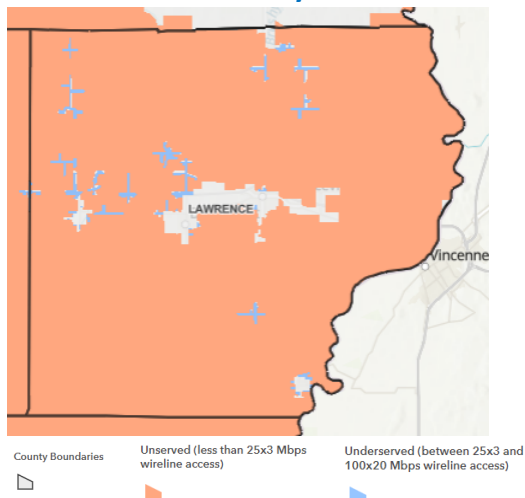 LAWRENCE
Vincenne
County Boundaries
Unserved (less than 25x3 Mbps
wireline access)
Underserved (between 25x3 and
100x20 Mbps wireline access)